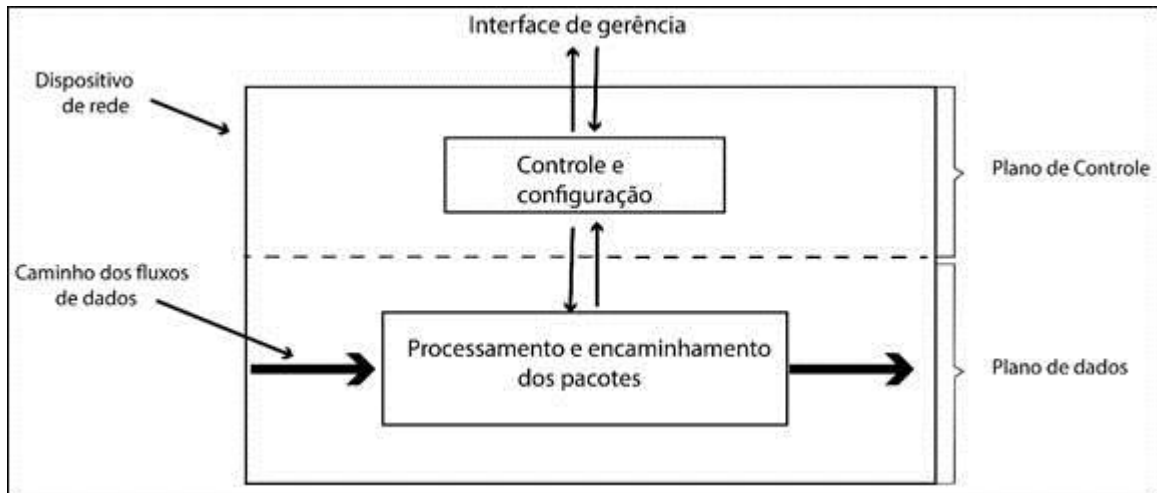 Interface de gerência
Dispositivo
de rede
Controle e
configuração
Plano de Controle
Caminho dos fluxos
de dados
Processamento e encaminhamento
dos pacotes
Plano de dados